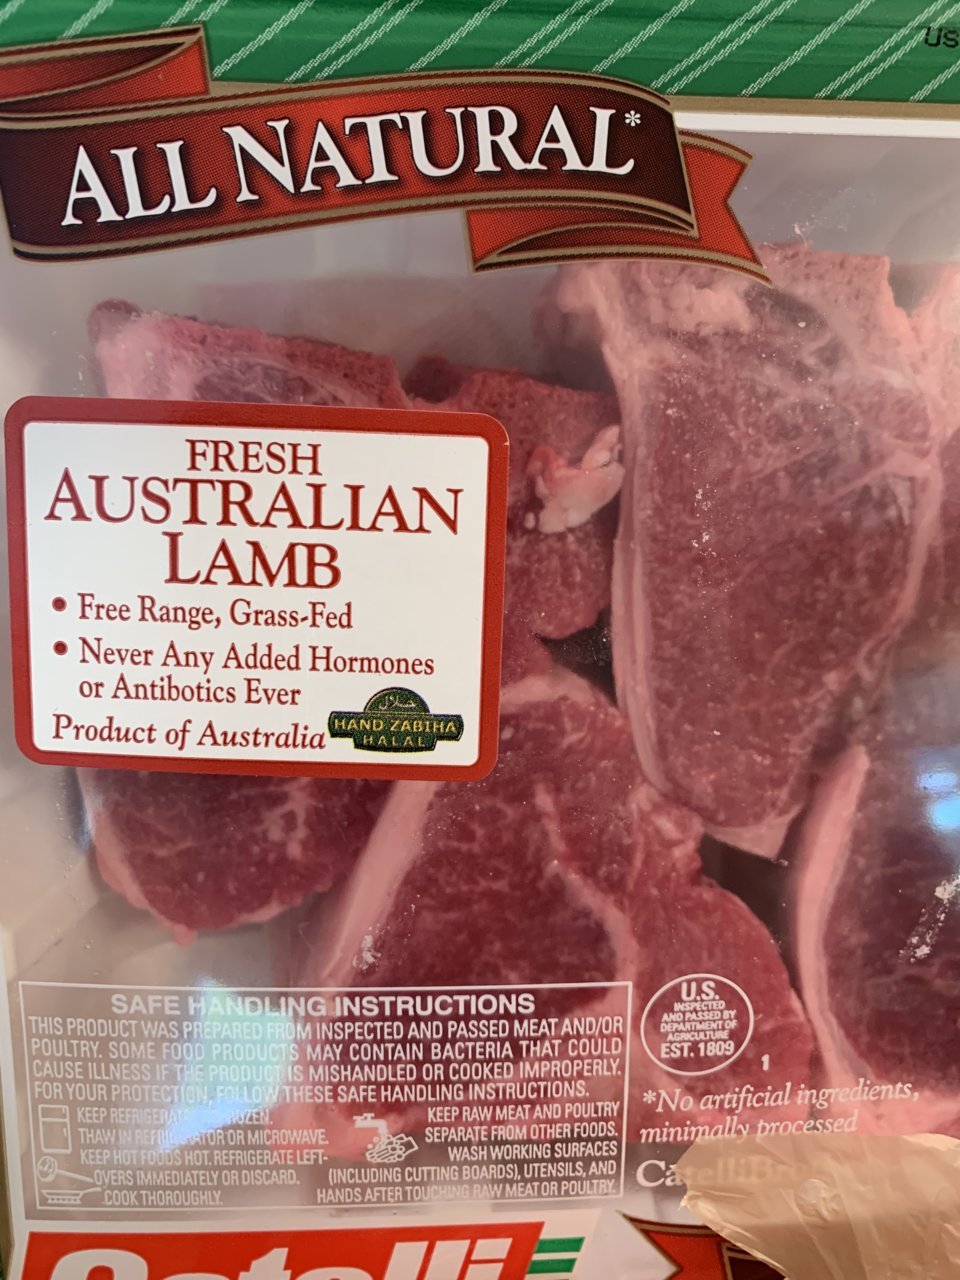 US
ALL NATURAL*
FRESH
AUSTRALIAN
LAMB
• Free Range, Grass-Fed
• Never Any Added Hormones
or Antibotics Ever
Product of Australia
حلال
HAND ZABIHA
HALAL
SAFE HANDLING INSTRUCTIONS
THIS PRODUCT WAS PREPARED FROM INSPECTED AND PASSED MEAT AND/OR
POULTRY. SOME FOOD PRODUCTS MAY CONTAIN BACTERIA THAT COULD
CAUSE ILLNESS IF THE PRODUCT IS MISHANDLED OR COOKED IMPROPERLY.
FOR YOUR PROTECTION, FOLLOW THESE SAFE HANDLING INSTRUCTIONS.
KEEP REFRIGERATED OR FROZEN.
THAW IN REFRIGERATOR OR MICROWAVE.
KEEP HOT FOODS HOT. REFRIGERATE LEFT-
OVERS IMMEDIATELY OR DISCARD.
COOK THOROUGHLY.
KEEP RAW MEAT AND POULTRY
SEPARATE FROM OTHER FOODS.
WASH WORKING SURFACES
(INCLUDING CUTTING BOARDS), UTENSILS, AND
HANDS AFTER TOUCHING RAW MEAT OR POULTRY.
U.S.
INSPECTED
AND PASSED BY
DEPARTMENT OF
AGRICULTURE
EST. 1809
1
*No artificial ingredients,
minimally processed
Catelli